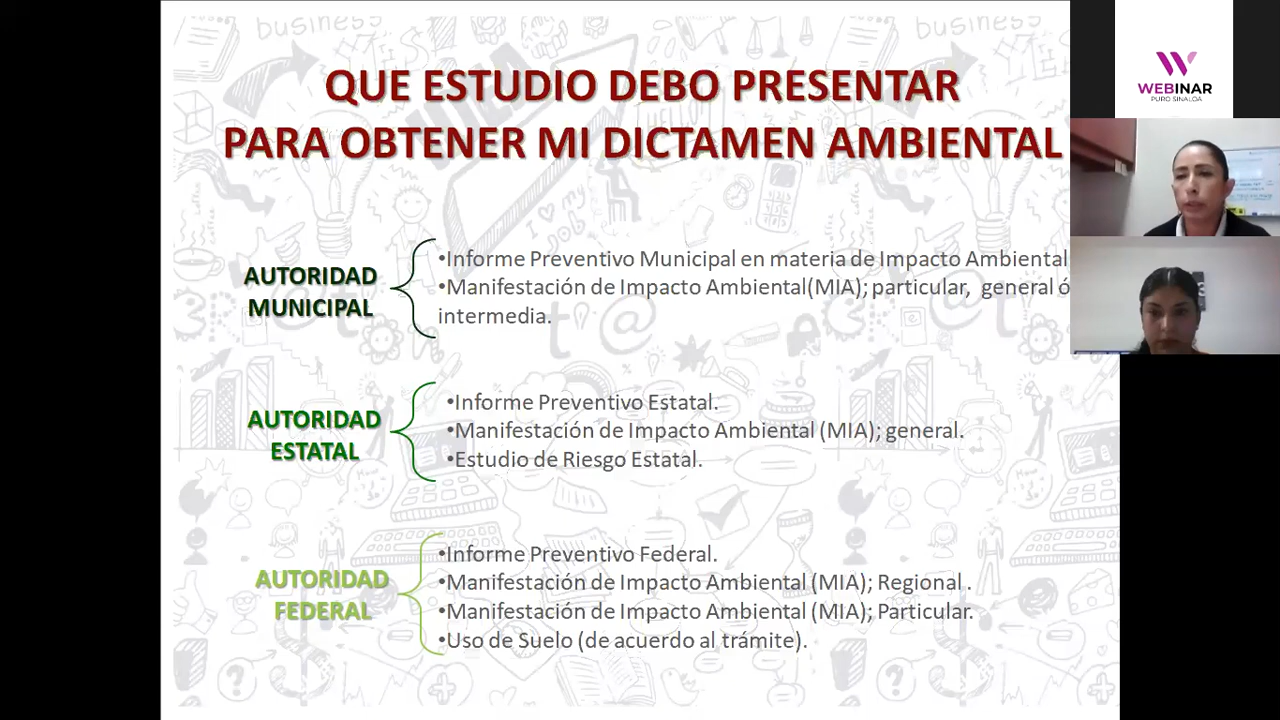 QUE ESTUDIO DEBO PRESENTAR
PARA OBTENER MI DICTAMEN AMBIENTAL
WEBINAR
PURO SINALOA
AUTORIDAD
MUNICIPAL
•Informe Preventivo Municipal en materia de Impacto Ambiental
•Manifestación de Impacto Ambiental(MIA); particular, general ó
intermedia.
AUTORIDAD
ESTATAL
•Informe Preventivo Estatal.
•Manifestación de Impacto Ambiental (MIA); general.
•Estudio de Riesgo Estatal.
AUTORIDAD
FEDERAL
•Informe Preventivo Federal.
•Manifestación de Impacto Ambiental (MIA); Regional .
•Manifestación de Impacto Ambiental (MIA); Particular.
•Uso de Suelo (de acuerdo al trámite).